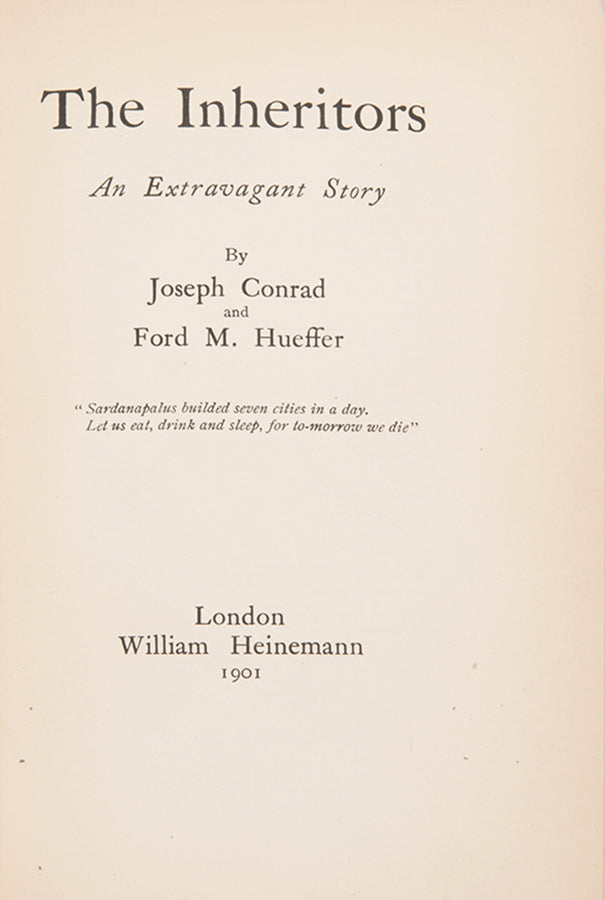 The Inheritors
An Extravagant Story
By
Joseph Conrad
and
Ford M. Hueffer
“ Sardanapalus builded seven cities in a day.
Let us eat, drink and sleep, for to-morrow we die”
London
William Heinemann
1901